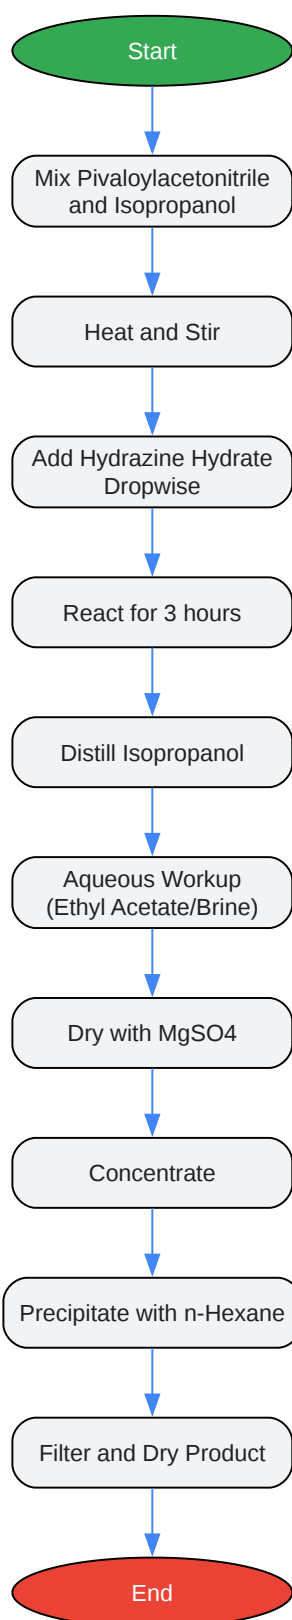 Start
Mix Pivaloylacetonitrile
and Isopropanol
Heat and Stir
Add Hydrazine Hydrate
Dropwise
React for 3 hours
Distill Isopropanol
Aqueous Workup
(Ethyl Acetate/Brine)
Dry with MgSO4
Concentrate
Precipitate with n-Hexane
Filter and Dry Product
End